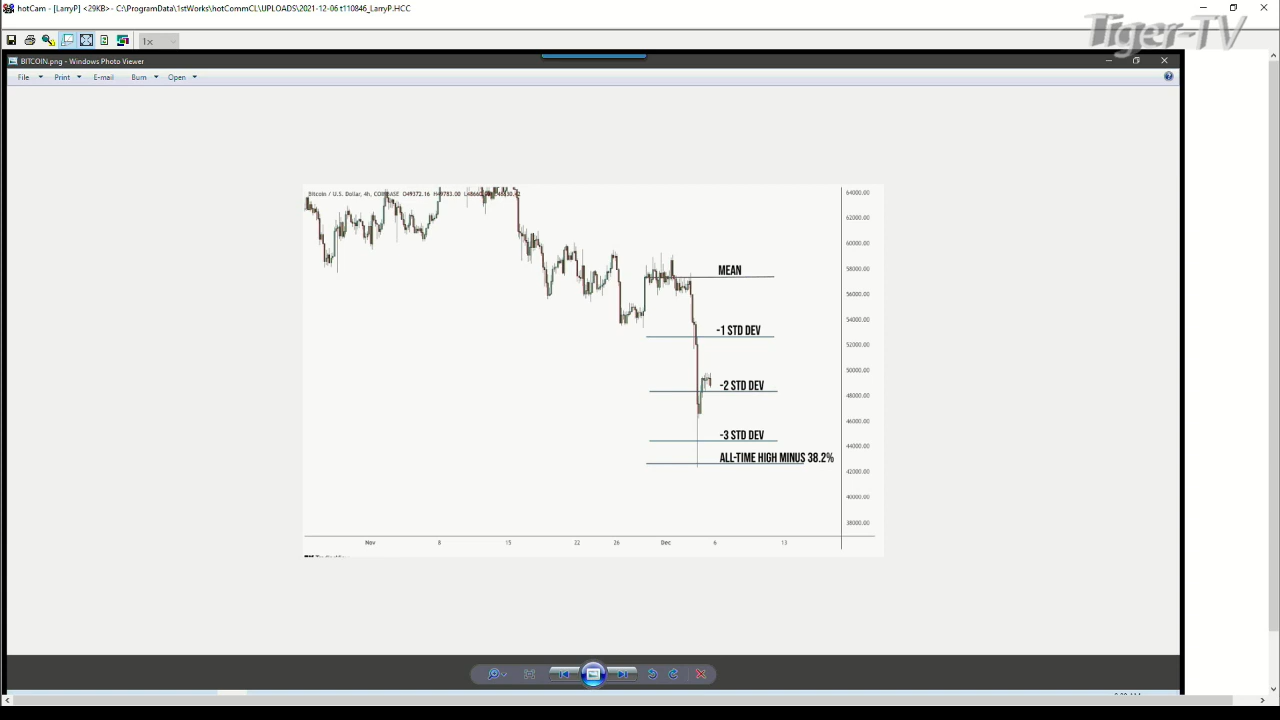 hotCam - [LarryP] <29KB> - C:\ProgramData\1stWorks\hotCommCL\UPLOADS\2021-12-06 t110846_LarryP.HCC
Tiger-TV
1x
BITCOIN.png - Windows Photo Viewer
File Print E-mail Burn Open
Bitcoin / U.S. Dollar, 4h, COINBASE O49372.16 H49783.00
64000.00
62000.00
60000.00
MEAN
58000.00
56000.00
54000.00
-1 STD DEV
52000.00
50000.00
-2 STD DEV
48000.00
46000.00
-3 STD DEV
44000.00
ALL-TIME HIGH MINUS 38.2%
42000.00
40000.00
38000.00
Nov 8 15 22 26 Dec 6 13